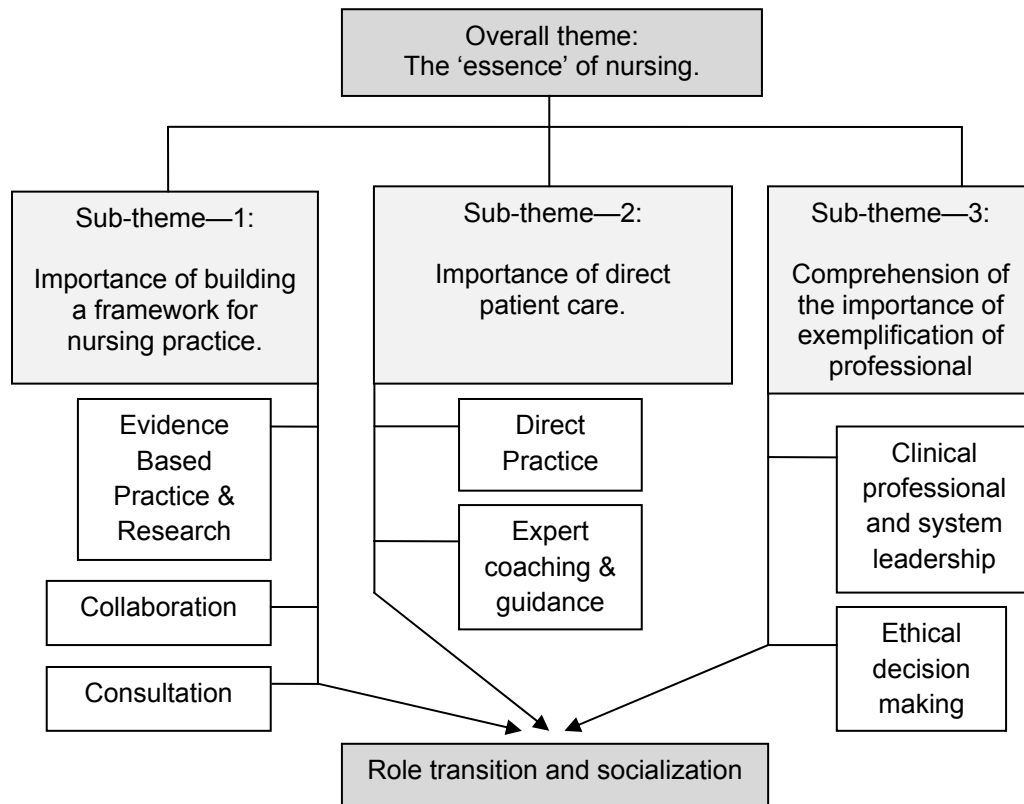 Overall theme:
The ‘essence’ of nursing.
Sub-theme—1:
Importance of building
a framework for
nursing practice.
Evidence
Based
Practice &
Research
Collaboration
Consultation
Sub-theme—2:
Importance of direct
patient care.
Direct
Practice
Expert
coaching &
guidance
Sub-theme—3:
Comprehension of
the importance of
exemplification of
professional
Clinical
professional
and system
leadership
Ethical
decision
making
Role transition and socialization